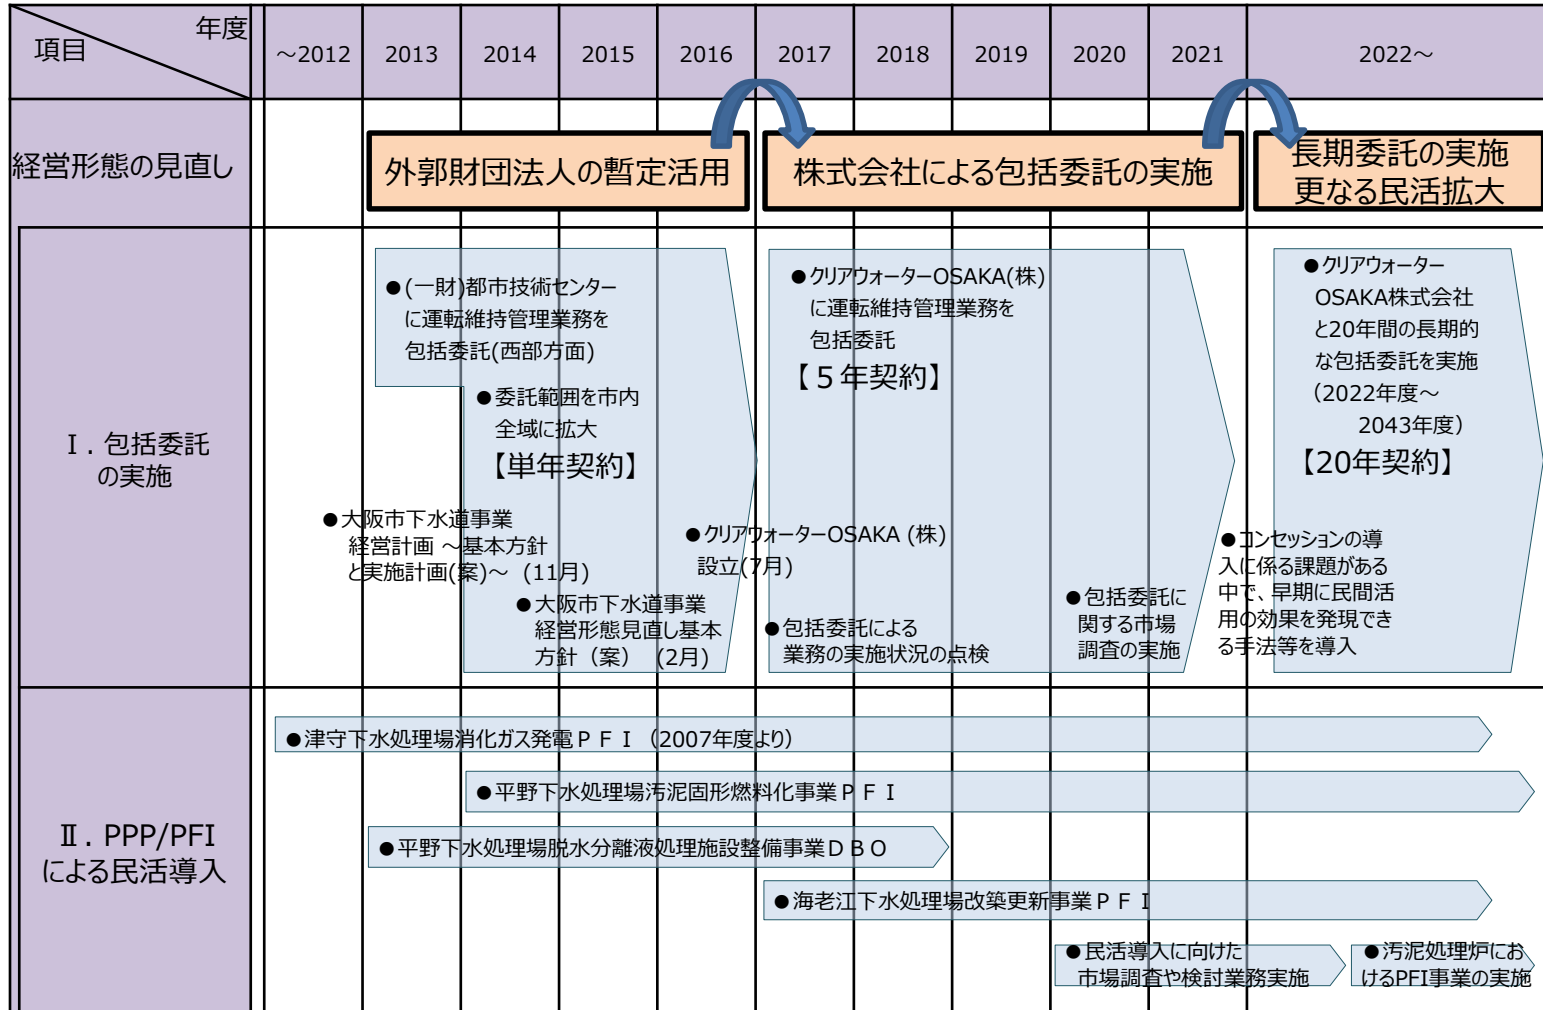 年度
項目
～2012
2013
2014
2015
2016
2017
2018
2019
2020
2021
2022～
経営形態の見直し
外郭財団法人の暫定活用
株式会社による包括委託の実施
長期委託の実施
更なる民活拡大
Ⅰ. 包括委託
の実施
●(一財)都市技術センター
に運転維持管理業務を
包括委託(西部方面)
●委託範囲を市内
全域に拡大
【単年契約】
●大阪市下水道事業
経営計画 ～基本方針
と実施計画(案)～ (11月)
●大阪市下水道事業
経営形態見直し基本
方針（案） (2月)
●クリアウォーターOSAKA (株)
設立(7月)
●クリアウォーターOSAKA(株)
に運転維持管理業務を
包括委託
【５年契約】
●包括委託による
業務の実施状況の点検
●包括委託に
関する市場
調査の実施
●クリアウォーター
OSAKA株式会社
と20年間の長期的
な包括委託を実施
（2022年度～
2043年度）
【20年契約】
●コンセッションの導
入に係る課題がある
中で、早期に民間活
用の効果を発現でき
る手法等を導入
Ⅱ. PPP/PFI
による民活導入
●津守下水処理場消化ガス発電ＰＦＩ（2007年度より）
●平野下水処理場汚泥固形燃料化事業ＰＦＩ
●平野下水処理場脱水分離液処理施設整備事業ＤＢＯ
●海老江下水処理場改築更新事業ＰＦＩ
●民活導入に向けた
市場調査や検討業務実施
●汚泥処理炉にお
けるPFI事業の実施